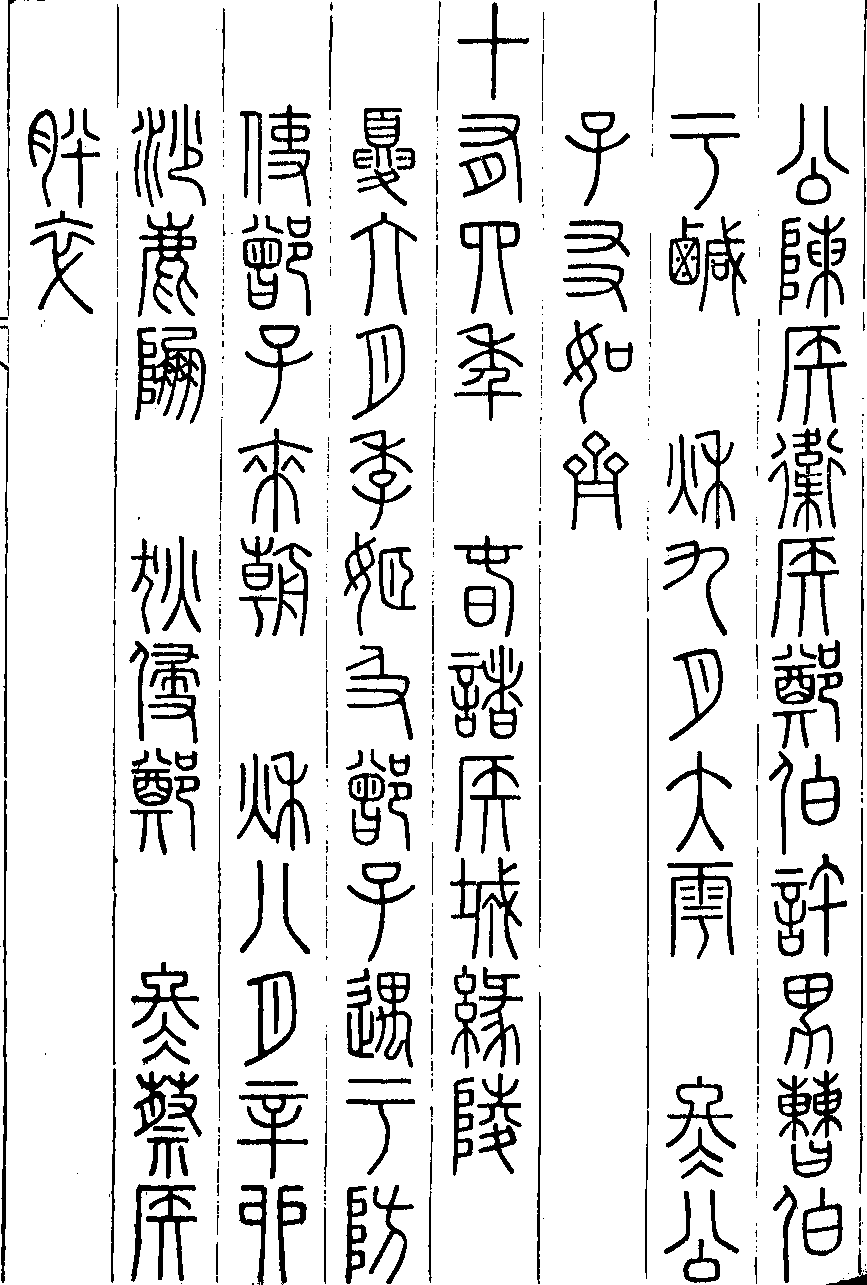 公陳侯衛侯鄭伯許男曹伯
于鹹　秋九月大雩　冬公
子友如齊
十有四年　春諸侯城緣陵
夏六月季姬及鄫子遇于防
使鄫子來朝　秋八月辛卯
沙鹿崩　狄侵鄭　冬蔡侯
肸卒